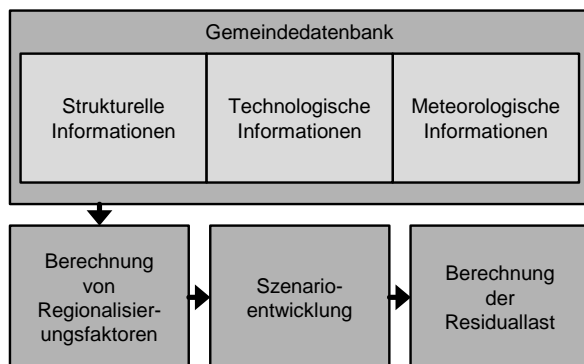 Gemeindedatenbank
Strukturelle
Informationen
Technologische
Informationen
Meteorologische
Informationen
Berechnung
von
Regionalisier-
ungsfaktoren
Szenario-
entwicklung
Berechnung
der
Residuallast